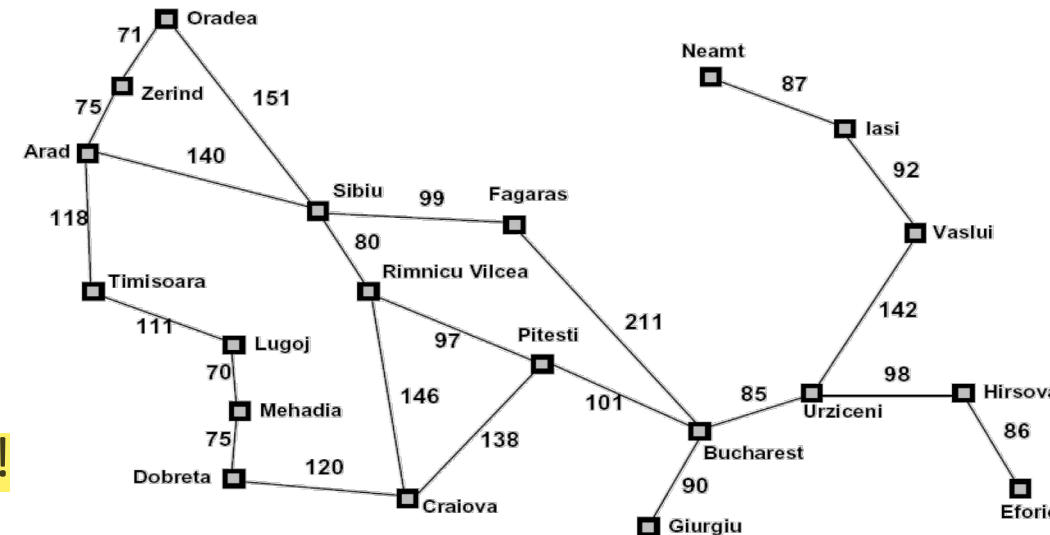 Oradea
71
Neamt
87
Zerind
151
75
Iasi
Arad
140
92
Sibiu
99
Fagaras
118
80
Vaslui
Timisoara
Rimnicu Vilcea
111
Lugoj
97
Pitesti
211
142
70
98
146
85
Hirsova
Mehadia
101
Urziceni
75
138
86
!
Bucharest
Dobreta
120
90
Craiova
Eforie
Giurgiu